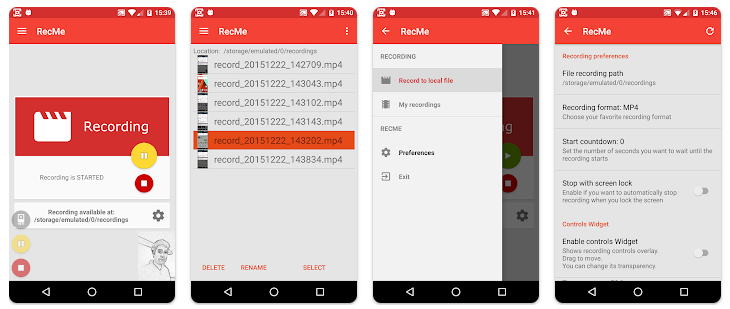 15:39
RecMe
Recording
Recording is STARTED
Recording available at:
/storage/emulated/0/recordings
15:40
RecMe
Location: /storage/emulated/0/recordings
record_20151222_142709.mp4
record_20151222_143043.mp4
record_20151222_143102.mp4
record_20151222_143143.mp4
record_20151222_143202.mp4
record_20151222_143834.mp4
DELETE RENAME SELECT
15:41
RecMe
RECORDING
Record to local file
My recordings
RECME
Preferences
Exit
15:46
RecMe
Recording preferences
File recording path
/storage/emulated/0/recordings
Recording format: MP4
Choose your favorite recording format
Start countdown: 0
Set the number of seconds you want to wait until the
recording starts
Stop with screen lock
Enable if you want to automatically stop
recording when you lock the screen
Controls Widget
Enable controls Widget
Shows recording controls overlay.
Drag to move.
You can change its transparency.